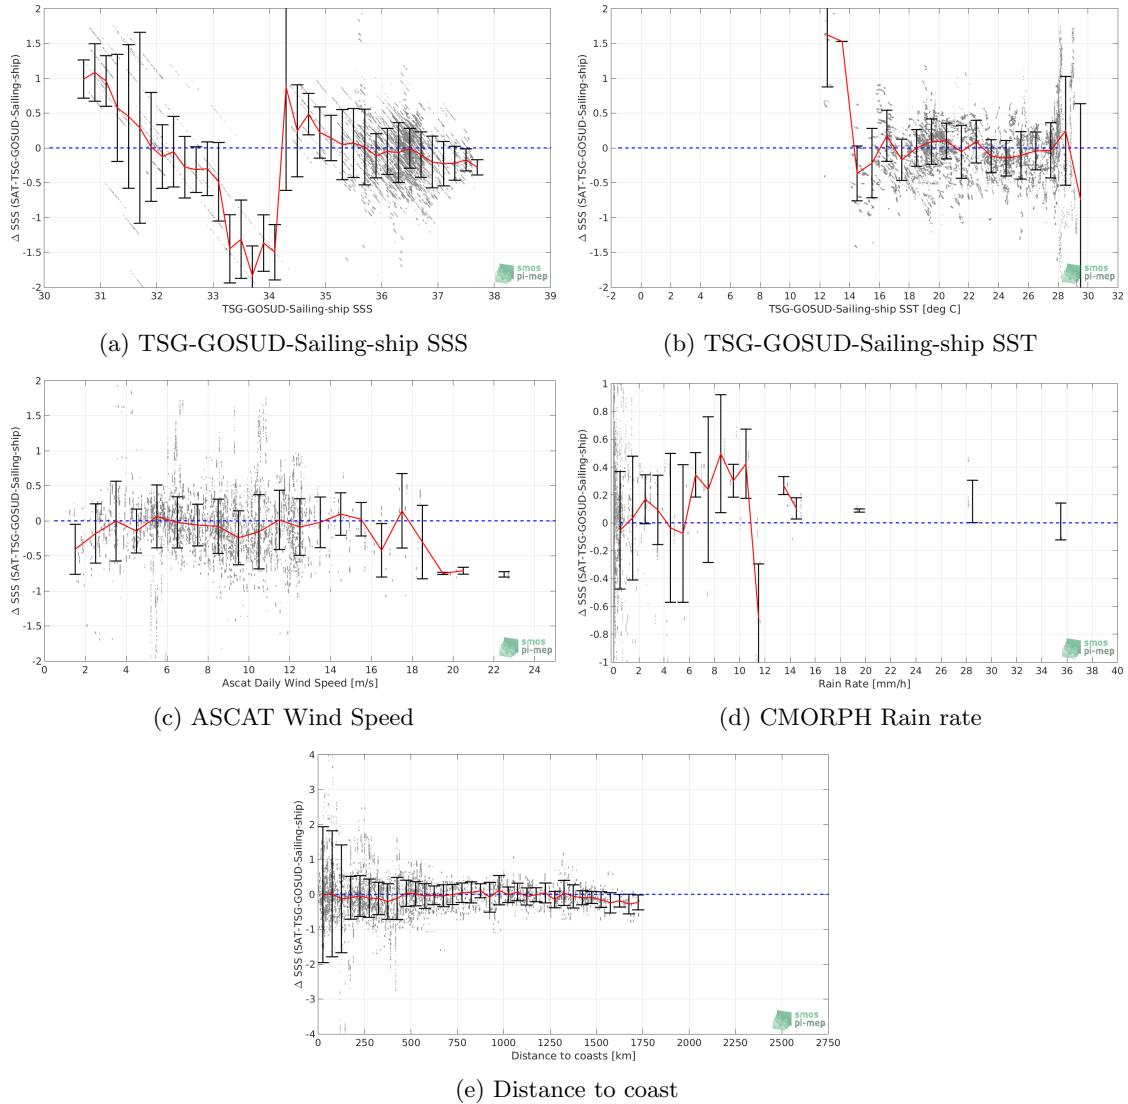 2
1.5
1
0.5
0
-0.5
-1
-1.5
-2
Δ SSS (SAT-TSG-GOSUD-Sailing-ship)
30 31 32 33 34 35 36 37 38 39
TSG-GOSUD-Sailing-ship SSS
smos
pi-mep
(a) TSG-GOSUD-Sailing-ship SSS
2
1.5
1
0.5
0
-0.5
-1
-1.5
-2
Δ SSS (SAT-TSG-GOSUD-Sailing-ship)
-2 0 2 4 6 8 10 12 14 16 18 20 22 24 26 28 30 32
TSG-GOSUD-Sailing-ship SST [deg C]
smos
pi-mep
(b) TSG-GOSUD-Sailing-ship SST
2
1.5
1
0.5
0
-0.5
-1
-1.5
-2
Δ SSS (SAT-TSG-GOSUD-Sailing-ship)
0 2 4 6 8 10 12 14 16 18 20 22 24
Ascat Daily Wind Speed [m/s]
smos
pi-mep
(c) ASCAT Wind Speed
1
0.8
0.6
0.4
0.2
0
-0.2
-0.4
-0.6
-0.8
-1
Δ SSS (SAT-TSG-GOSUD-Sailing-ship)
0 2 4 6 8 10 12 14 16 18 20 22 24 26 28 30 32 34 36 38 40
Rain Rate [mm/h]
smos
pi-mep
(d) CMORPH Rain rate
4
3
2
1
0
-1
-2
-3
-4
Δ SSS (SAT-TSG-GOSUD-Sailing-ship)
0 250 500 750 1000 1250 1500 1750 2000 2250 2500 2750
Distance to coasts [km]
smos
pi-mep
(e) Distance to coast